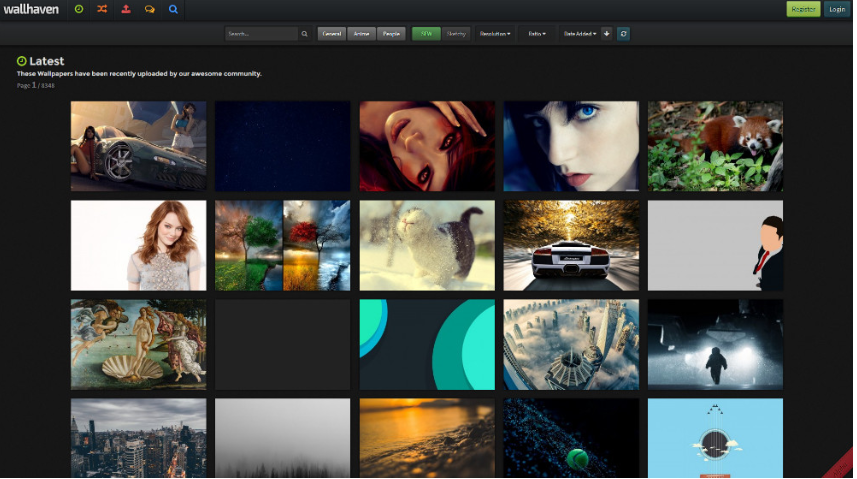 wallhaven
Register
Login
Search...
General
Anime
People
SFW
Sketchy
Resolution
Ratio
Date Added
Latest
These Wallpapers have been recently uploaded by our awesome community.
Page 1 / 8348